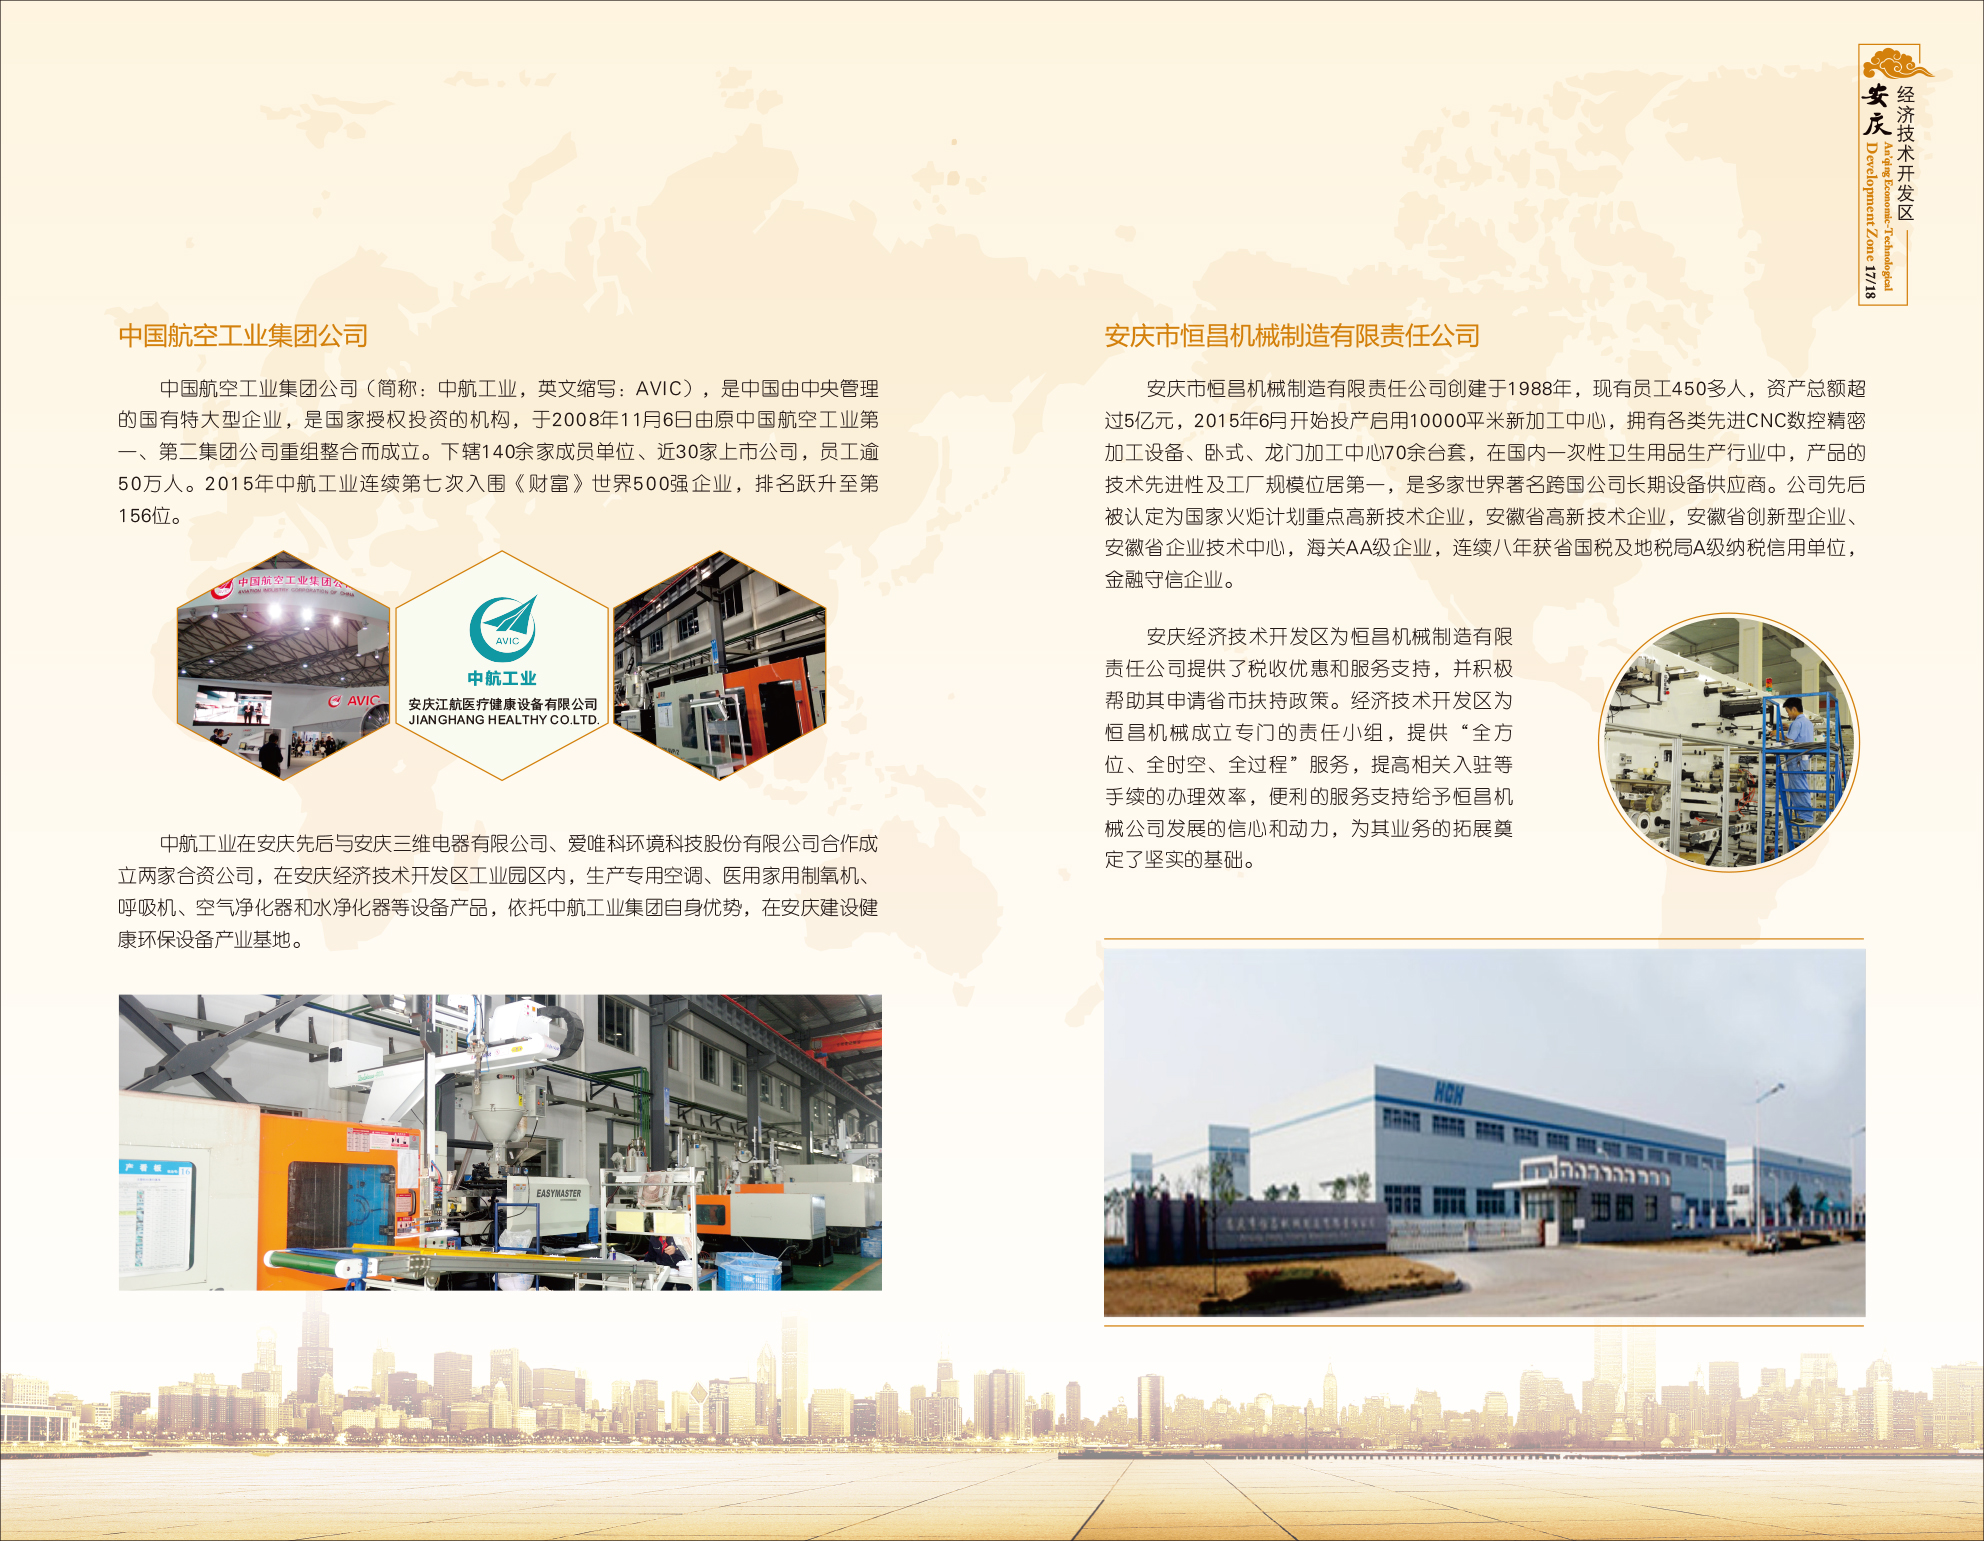 安庆
经济技术开发区
An'qing Economic-Technological
Development Zone 17/18
中国航空工业集团公司
中国航空工业集团公司（简称：中航工业，英文缩写：AVIC），是中国由中央管理
的国有特大型企业，是国家授权投资的机构，于2008年11月6日由原中国航空工业第
一、第二集团公司重组整合而成立。下辖140余家成员单位、近30家上市公司，员工逾
50万人。2015年中航工业连续第七次入围《财富》世界500强企业，排名跃升至第
156位。
中国航空工业集团公
AVIATION INDUSTRY CORPORATION OF CHINA
AVIC
AVIC
中航工业
安庆江航医疗健康设备有限公司
JIANGHANG HEALTHY CO.LTD.
中航工业在安庆先后与安庆三维电器有限公司、爱唯科环境科技股份有限公司合作成
立两家合资公司，在安庆经济技术开发区工业园区内，生产专用空调、医用家用制氧机、
呼吸机、空气净化器和水净化器等设备产品，依托中航工业集团自身优势，在安庆建设健
康环保设备产业基地。
产看板
EASYMASTER
安庆市恒昌机械制造有限责任公司
安庆市恒昌机械制造有限责任公司创建于1988年，现有员工450多人，资产总额超
过5亿元，2015年6月开始投产启用10000平米新加工中心，拥有各类先进CNC数控精密
加工设备、卧式、龙门加工中心70余台套，在国内一次性卫生用品生产行业中，产品的
技术先进性及工厂规模位居第一，是多家世界著名跨国公司长期设备供应商。公司先后
被认定为国家火炬计划重点高新技术企业，安徽省高新技术企业，安徽省创新型企业、
安徽省企业技术中心，海关AA级企业，连续八年获省国税及地税局A级纳税信用单位，
金融守信企业。
安庆经济技术开发区为恒昌机械制造有限
责任公司提供了税收优惠和服务支持，并积极
帮助其申请省市扶持政策。经济技术开发区为
恒昌机械成立专门的责任小组，提供“全方
位、全时空、全过程”服务，提高相关入驻等
手续的办理效率，便利的服务支持给予恒昌机
械公司发展的信心和动力，为其业务的拓展奠
定了坚实的基础。
HCH